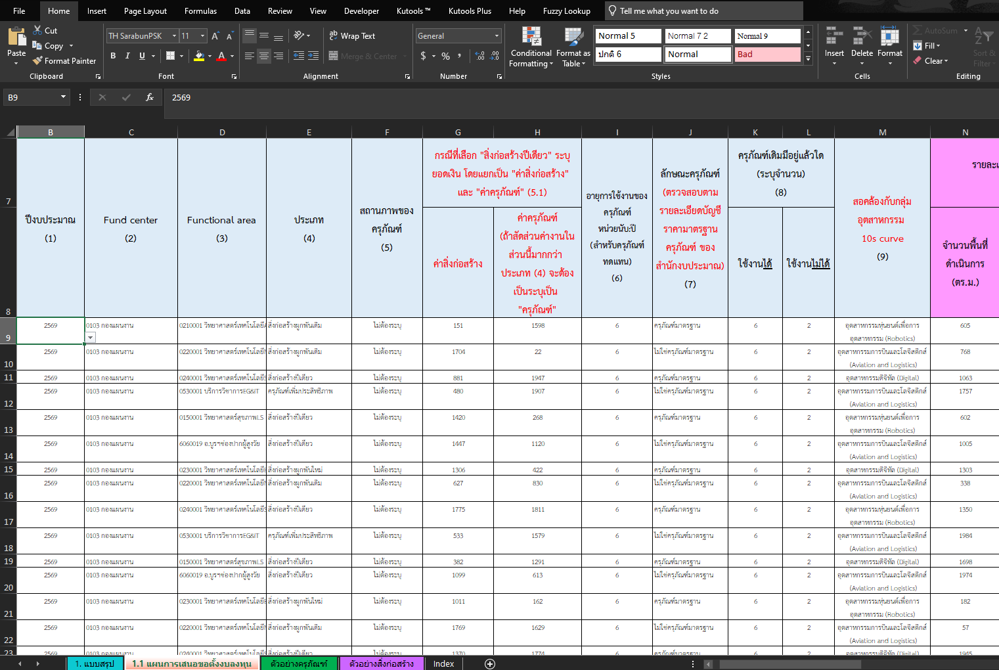 File Home Insert Page Layout Formulas Data Review View Developer Kutools ™ Kutools Plus Help Fuzzy Lookup Tell me what you want to do
Paste
Cut
Copy
Format Painter
Clipboard
TH SarabunPSK 11
B I U
Font
Wrap Text
Merge & Center
Alignment
General
$ % ,
Number
Conditional Formatting
Format as Table
Normal 5 Normal 7 2 Normal 9
ปกติ 6 Normal Bad
Styles
Insert Delete Format
Cells
AutoSum
Fill
Clear
Sort & Filter
Editing
B9 fx 2569
B C D E F G H I J K L M N
7
8
ปีงบประมาณ
(1)
Fund center
(2)
Functional area
(3)
ประเภท
(4)
สถานภาพของ
ครุภัณฑ์
(5)
กรณีที่เลือก "สิ่งก่อสร้างปีเดียว" ระบุ
ยอดเงิน โดยแยกเป็น "ค่าสิ่งก่อสร้าง"
และ "ค่าครุภัณฑ์" (5.1)
ค่าสิ่งก่อสร้าง
ค่าครุภัณฑ์
(ถ้าสัดส่วนค่างานใน
ส่วนนี้มากกว่า
ประเภท (4) จะต้อง
เป็นระบุเป็น
"ครุภัณฑ์"
อายุการใช้งานของ
ครุภัณฑ์
หน่วยนับ:ปี
(สำหรับครุภัณฑ์
ทดแทน)
(6)
ลักษณะครุภัณฑ์
(ตรวจสอบตาม
รายละเอียดบัญชี
ราคามาตรฐาน
ครุภัณฑ์ ของ
สำนักงบประมาณ)
(7)
ครุภัณฑ์เดิมมีอยู่แล้วใด
(ระบุจำนวน)
(8)
ใช้งานได้
ใช้งานไม่ได้
สอดคล้องกับกลุ่ม
อุตสาหกรรม
10s curve
(9)
จำนวนพื้นที่
ดำเนินการ
(ตร.ม.)
9 2569 0103 กองแผนงาน 0210001 วิทยาศาสตร์เทคโนโลยี สิ่งก่อสร้างผูกพันเดิม ไม่ต้องระบุ 151 1598 6 ครุภัณฑ์มาตรฐาน 6 2 อุตสาหกรรมหุ่นยนต์เพื่อการ อุตสาหกรรม (Robotics) 605
10 2569 0103 กองแผนงาน 0220001 วิทยาศาสตร์เทคโนโลยี สิ่งก่อสร้างผูกพันเดิม ไม่ต้องระบุ 1704 22 6 ไม่ใช่ครุภัณฑ์มาตรฐาน 6 2 อุตสาหกรรมการบินและโลจิสติกส์ (Aviation and Logistics) 768
11 2569 0103 กองแผนงาน 0240001 วิทยาศาสตร์เทคโนโลยี สิ่งก่อสร้างปีเดียว ไม่ต้องระบุ 881 1947 6 ครุภัณฑ์มาตรฐาน 6 2 อุตสาหกรรมดิจิทัล (Digital) 1063
12 2569 0103 กองแผนงาน 0530001 บริการวิชาการEG&IT ครุภัณฑ์เพิ่มประสิทธิภาพ ไม่ต้องระบุ 480 1907 6 ไม่ใช่ครุภัณฑ์มาตรฐาน 6 2 อุตสาหกรรมการบินและโลจิสติกส์ (Aviation and Logistics) 1757
13 2569 0103 กองแผนงาน 0150001 วิทยาศาสตร์สุขภาพLS สิ่งก่อสร้างปีเดียว ไม่ต้องระบุ 1420 268 6 ครุภัณฑ์มาตรฐาน 6 2 อุตสาหกรรมหุ่นยนต์เพื่อการ อุตสาหกรรม (Robotics) 602
14 2569 0103 กองแผนงาน 6060019 อ.บูรฯช่องปากผู้สูงวัย สิ่งก่อสร้างปีเดียว ไม่ต้องระบุ 1447 1120 6 ไม่ใช่ครุภัณฑ์มาตรฐาน 6 2 อุตสาหกรรมการบินและโลจิสติกส์ (Aviation and Logistics) 1005
15 2569 0103 กองแผนงาน 0230001 วิทยาศาสตร์เทคโนโลยี สิ่งก่อสร้างผูกพันใหม่ ไม่ต้องระบุ 1306 422 6 ครุภัณฑ์มาตรฐาน 6 2 อุตสาหกรรมดิจิทัล (Digital) 1303
16 2569 0103 กองแผนงาน 0220001 วิทยาศาสตร์เทคโนโลยี สิ่งก่อสร้างผูกพันเดิม ไม่ต้องระบุ 627 830 6 ไม่ใช่ครุภัณฑ์มาตรฐาน 6 2 อุตสาหกรรมการบินและโลจิสติกส์ (Aviation and Logistics) 338
17 2569 0103 กองแผนงาน 0240001 วิทยาศาสตร์เทคโนโลยี สิ่งก่อสร้างปีเดียว ไม่ต้องระบุ 1775 1811 6 ครุภัณฑ์มาตรฐาน 6 2 อุตสาหกรรมหุ่นยนต์เพื่อการ อุตสาหกรรม (Robotics) 1350
18 2569 0103 กองแผนงาน 0530001 บริการวิชาการEG&IT ครุภัณฑ์เพิ่มประสิทธิภาพ ไม่ต้องระบุ 533 1579 6 ไม่ใช่ครุภัณฑ์มาตรฐาน 6 2 อุตสาหกรรมการบินและโลจิสติกส์ (Aviation and Logistics) 1984
19 2569 0103 กองแผนงาน 0150001 วิทยาศาสตร์สุขภาพLS สิ่งก่อสร้างปีเดียว ไม่ต้องระบุ 382 1291 6 ครุภัณฑ์มาตรฐาน 6 2 อุตสาหกรรมดิจิทัล (Digital) 1698
20 2569 0103 กองแผนงาน 6060019 อ.บูรฯช่องปากผู้สูงวัย สิ่งก่อสร้างปีเดียว ไม่ต้องระบุ 1099 613 6 ไม่ใช่ครุภัณฑ์มาตรฐาน 6 2 อุตสาหกรรมการบินและโลจิสติกส์ (Aviation and Logistics) 1974
21 2569 0103 กองแผนงาน 0230001 วิทยาศาสตร์เทคโนโลยี สิ่งก่อสร้างผูกพันใหม่ ไม่ต้องระบุ 1011 162 6 ครุภัณฑ์มาตรฐาน 6 2 อุตสาหกรรมหุ่นยนต์เพื่อการ อุตสาหกรรม (Robotics) 182
22 2569 0103 กองแผนงาน 0220001 วิทยาศาสตร์เทคโนโลยี สิ่งก่อสร้างผูกพันเดิม ไม่ต้องระบุ 1769 1629 6 ไม่ใช่ครุภัณฑ์มาตรฐาน 6 2 อุตสาหกรรมการบินและโลจิสติกส์ (Aviation and Logistics) 57
1. แบบสรุป 1.1 แผนการเสนอขอตั้งงบลงทุน ตัวอย่างครุภัณฑ์ ตัวอย่างสิ่งก่อสร้าง Index